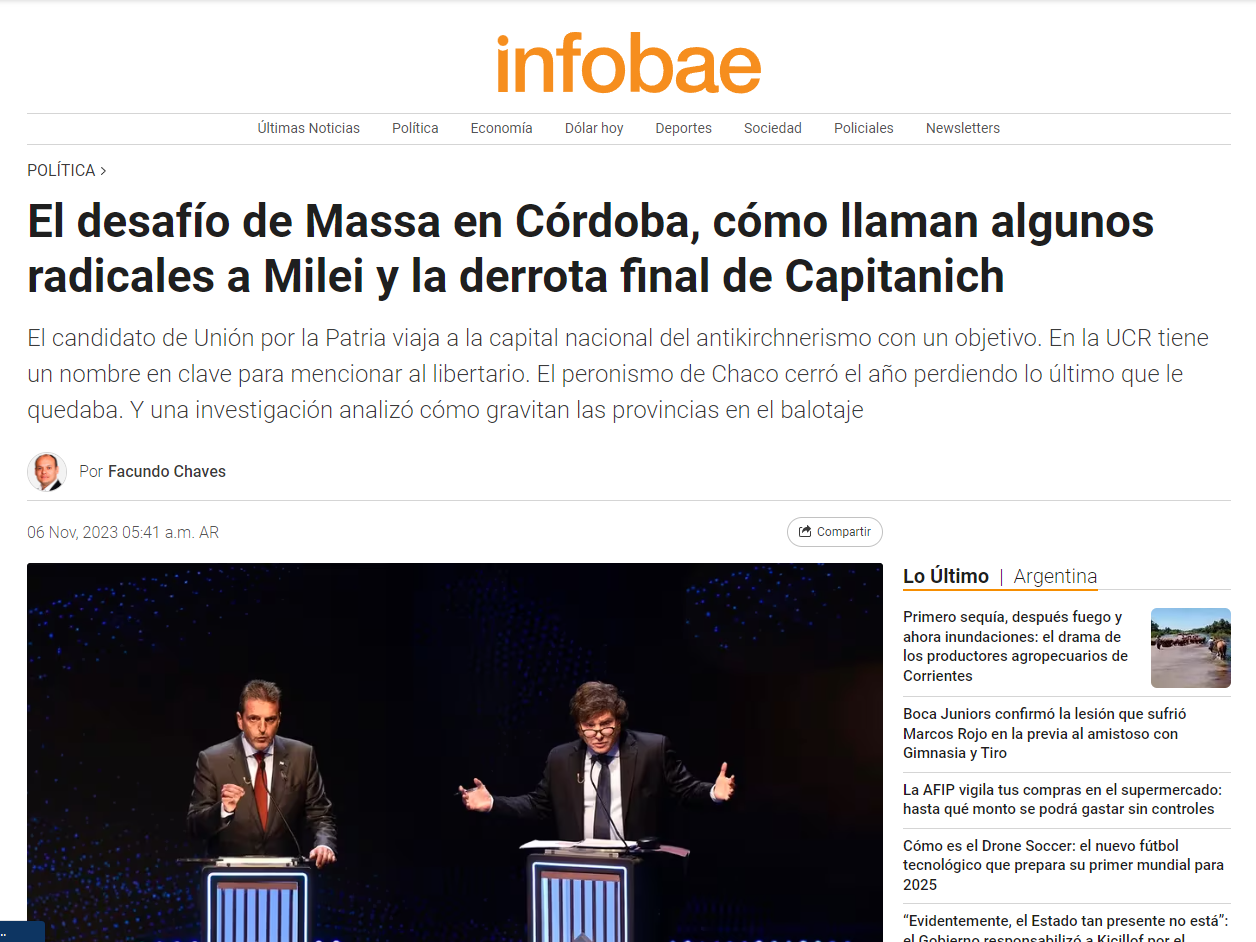 infobae
Últimas Noticias Política Economía Dólar hoy Deportes Sociedad Policiales Newsletters
POLÍTICA >
El desafío de Massa en Córdoba, cómo llaman algunos
radicales a Milei y la derrota final de Capitanich
El candidato de Unión por la Patria viaja a la capital nacional del antikirchnerismo con un objetivo. En la UCR tiene
un nombre en clave para mencionar al libertario. El peronismo de Chaco cerró el año perdiendo lo último que le
quedaba. Y una investigación analizó cómo gravitan las provincias en el balotaje
Por Facundo Chaves
06 Nov, 2023 05:41 a.m. AR
Compartir
Lo Último | Argentina
Primero sequía, después fuego y
ahora inundaciones: el drama de
los productores agropecuarios de
Corrientes
Boca Juniors confirmó la lesión que sufrió
Marcos Rojo en la previa al amistoso con
Gimnasia y Tiro
La AFIP vigila tus compras en el supermercado:
hasta qué monto se podrá gastar sin controles
Cómo es el Drone Soccer: el nuevo fútbol
tecnológico que prepara su primer mundial para
2025
“Evidentemente, el Estado tan presente no está”:
el Gobierno responsabilizó a Kicillof por el
...